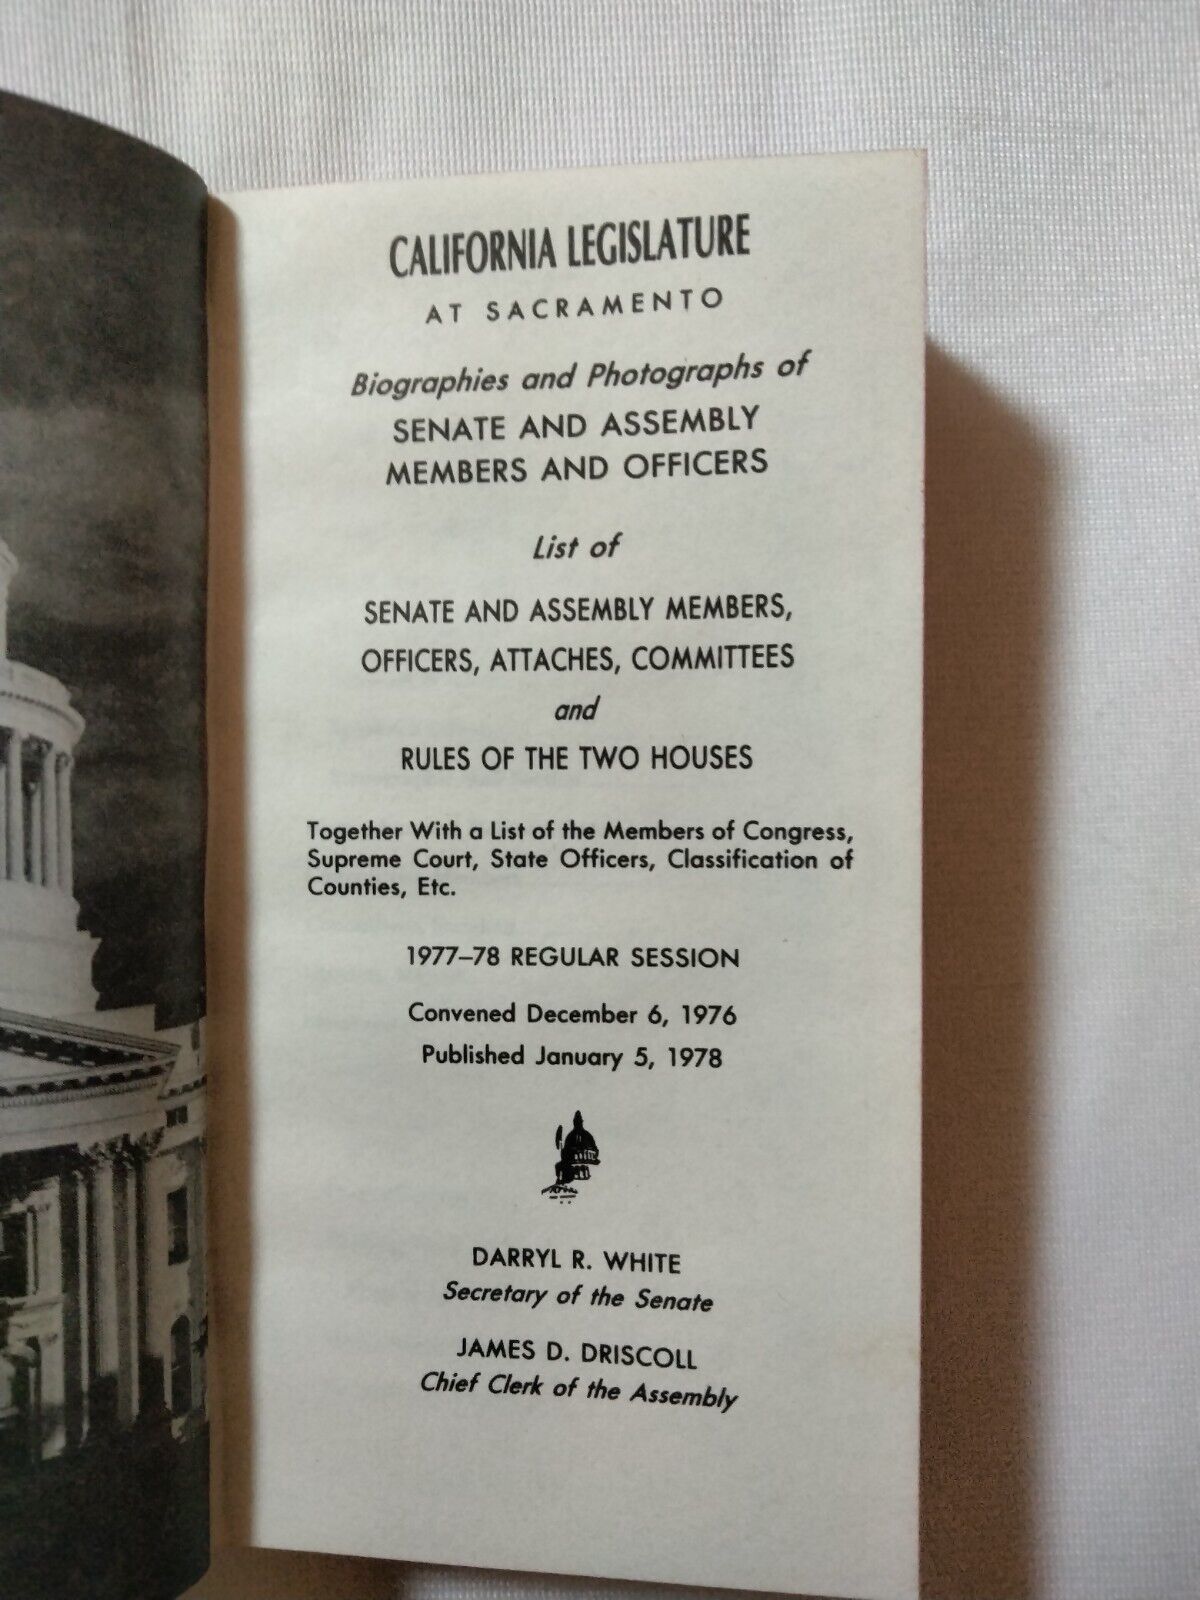 CALIFORNIA LEGISLATURE
AT SACRAMENTO
Biographies and Photographs of
SENATE AND ASSEMBLY
MEMBERS AND OFFICERS
List of
SENATE AND ASSEMBLY MEMBERS,
OFFICERS, ATTACHES, COMMITTEES
and
RULES OF THE TWO HOUSES
Together With a List of the Members of Congress,
Supreme Court, State Officers, Classification of
Counties, Etc.
1977–78 REGULAR SESSION
Convened December 6, 1976
Published January 5, 1978
DARRYL R. WHITE
Secretary of the Senate
JAMES D. DRISCOLL
Chief Clerk of the Assembly